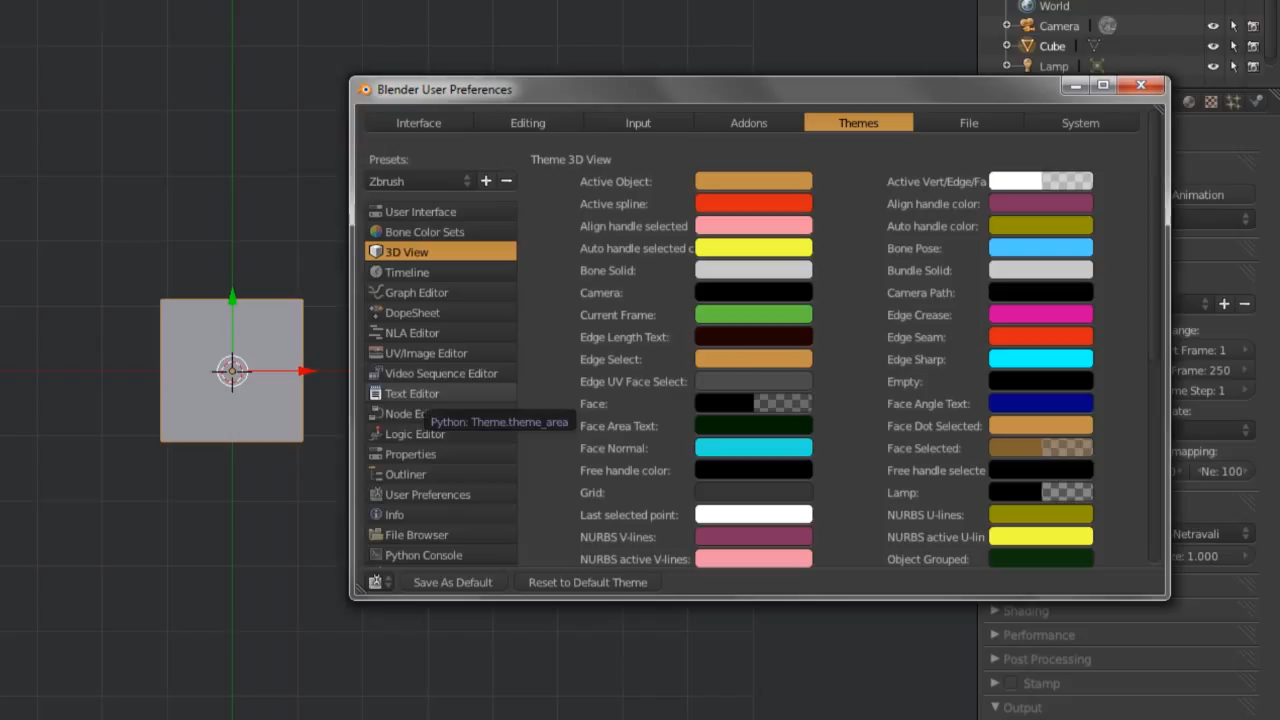 World
Camera
Cube
Lamp
Blender User Preferences
Interface Editing Input Addons Themes File System
Presets:
Zbrush
User Interface
Bone Color Sets
3D View
Timeline
Graph Editor
DopeSheet
NLA Editor
UV/Image Editor
Video Sequence Editor
Text Editor
Node Ed
Python: Theme.theme_area
Logic Editor
Properties
Outliner
User Preferences
Info
File Browser
Python Console
Theme 3D View
Active Object:
Active spline:
Align handle selected
Auto handle selected c
Bone Solid:
Camera:
Current Frame:
Edge Length Text:
Edge Select:
Edge UV Face Select:
Face:
Face Area Text:
Face Normal:
Free handle color:
Grid:
Last selected point:
NURBS V-lines:
NURBS active V-lines:
Active Vert/Edge/Fa
Align handle color:
Auto handle color:
Bone Pose:
Bundle Solid:
Camera Path:
Edge Crease:
Edge Seam:
Edge Sharp:
Empty:
Face Angle Text:
Face Dot Selected:
Face Selected:
Free handle selecte
Lamp:
NURBS U-lines:
NURBS active U-lin
Object Grouped:
Save As Default Reset to Default Theme
Animation
ange:
t Frame: 1
Frame: 250
me Step: 1
ate:
mapping:
Ne: 100
Netravali
e: 1.000
Shading
Performance
Post Processing
Stamp
Output